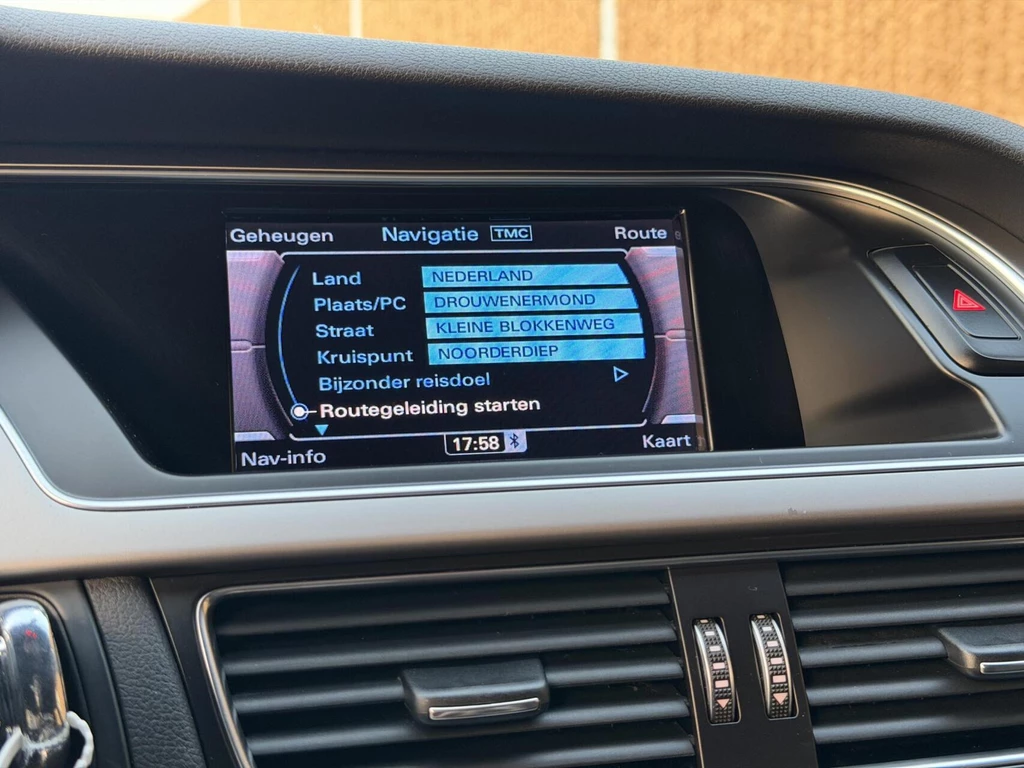 Geheugen Navigatie TMC Route
Land NEDERLAND
Plaats/PC DROUWENERMOND
Straat KLEINE BLOKKENWEG
Kruispunt NOORDERDIEP
Bijzonder reisdoel
Routegeleiding starten
Nav-info 17:58 Kaart